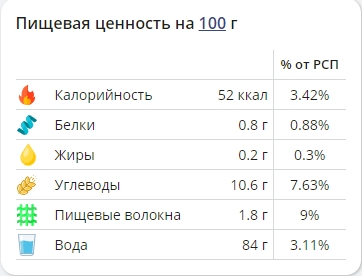 Пищевая ценность на 100 г
% от РСП
Калорийность 52 ккал 3.42%
Белки 0.8 г 0.88%
Жиры 0.2 г 0.3%
Углеводы 10.6 г 7.63%
Пищевые волокна 1.8 г 9%
Вода 84 г 3.11%